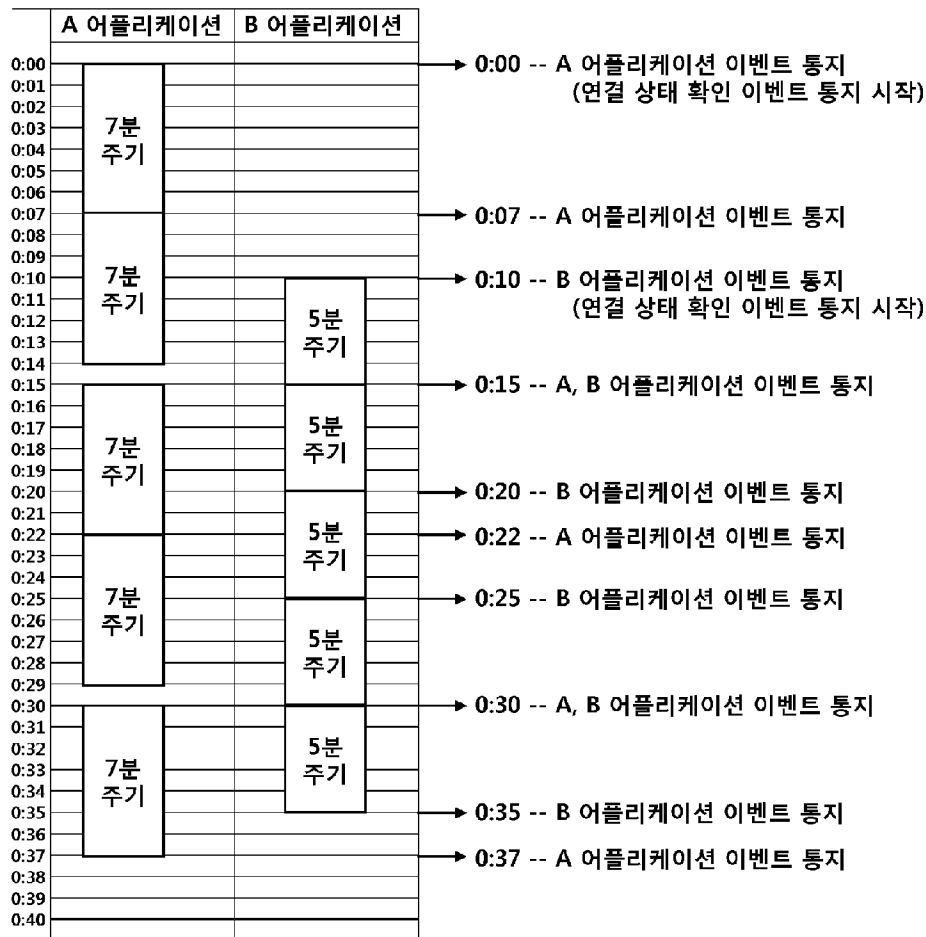 A 어플리케이션 B 어플리케이션
0:00
0:01
0:02
0:03
0:04
0:05
0:06
0:07
0:08
0:09
0:10
0:11
0:12
0:13
0:14
0:15
0:16
0:17
0:18
0:19
0:20
0:21
0:22
0:23
0:24
0:25
0:26
0:27
0:28
0:29
0:30
0:31
0:32
0:33
0:34
0:35
0:36
0:37
0:38
0:39
0:40
7분
주기
7분
주기
7분
주기
7분
주기
7분
주기
5분
주기
5분
주기
5분
주기
5분
주기
5분
주기
0:00 -- A 어플리케이션 이벤트 통지
(연결 상태 확인 이벤트 통지 시작)
0:07 -- A 어플리케이션 이벤트 통지
0:10 -- B 어플리케이션 이벤트 통지
(연결 상태 확인 이벤트 통지 시작)
0:15 -- A, B 어플리케이션 이벤트 통지
0:20 -- B 어플리케이션 이벤트 통지
0:22 -- A 어플리케이션 이벤트 통지
0:25 -- B 어플리케이션 이벤트 통지
0:30 -- A, B 어플리케이션 이벤트 통지
0:35 -- B 어플리케이션 이벤트 통지
0:37 -- A 어플리케이션 이벤트 통지